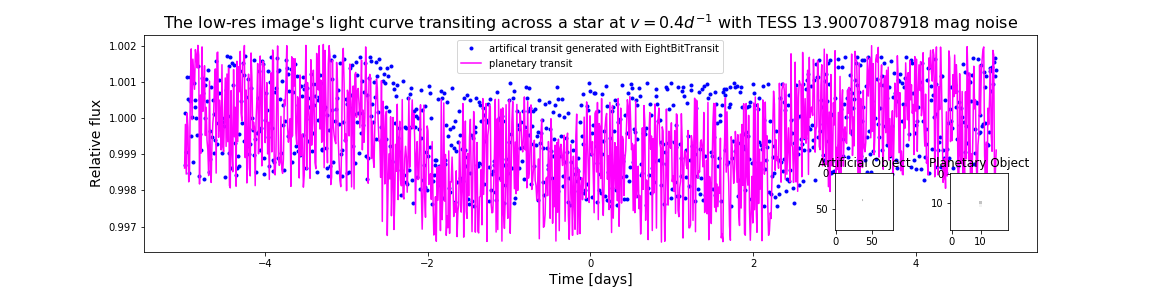 The low-res image's light curve transiting across a star at v = 0.4d⁻¹ with TESS 13.9007087918 mag noise
artifical transit generated with EightBitTransit
planetary transit
Relative flux
1.002
1.001
1.000
0.999
0.998
0.997
−4
−2
0
2
4
Time [days]
Artificial Object
0
50
0
50
Planetary Object
0
10
0
10